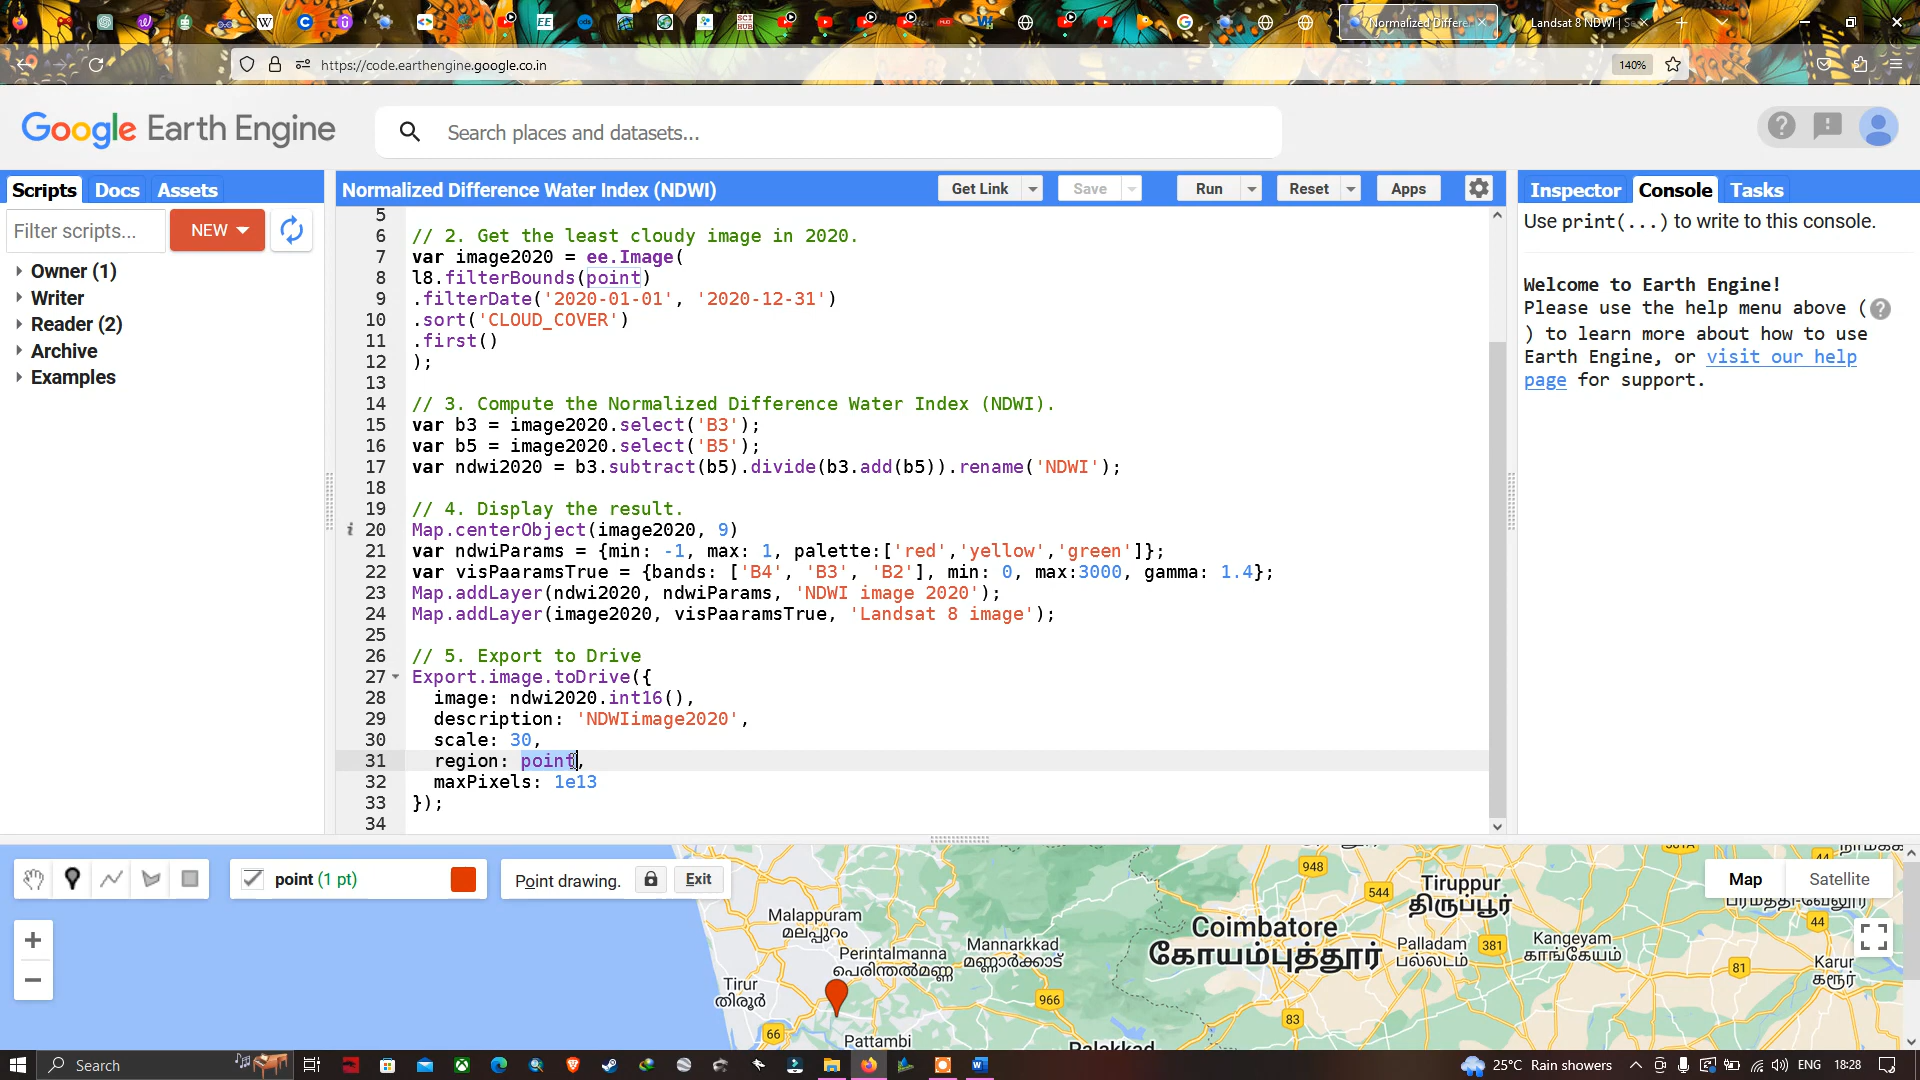 Normalized Differe
Landsat 8 NDWI | S
https://code.earthengine.google.co.in
140%
Google Earth Engine
Search places and datasets...
Scripts
Docs
Assets
Filter scripts...
NEW
Owner (1)
Writer
Reader (2)
Archive
Examples
Normalized Difference Water Index (NDWI)
Get Link
Save
Run
Reset
Apps
5
6 // 2. Get the least cloudy image in 2020.
7 var image2020 = ee.Image(
8 l8.filterBounds(point)
9 .filterDate('2020-01-01', '2020-12-31')
10 .sort('CLOUD_COVER')
11 .first()
12 );
13
14 // 3. Compute the Normalized Difference Water Index (NDWI).
15 var b3 = image2020.select('B3');
16 var b5 = image2020.select('B5');
17 var ndwi2020 = b3.subtract(b5).divide(b3.add(b5)).rename('NDWI');
18
19 // 4. Display the result.
i 20 Map.centerObject(image2020, 9)
21 var ndwiParams = {min: -1, max: 1, palette:['red','yellow','green']};
22 var visPaaramsTrue = {bands: ['B4', 'B3', 'B2'], min: 0, max:3000, gamma: 1.4};
23 Map.addLayer(ndwi2020, ndwiParams, 'NDWI image 2020');
24 Map.addLayer(image2020, visPaaramsTrue, 'Landsat 8 image');
25
26 // 5. Export to Drive
27 Export.image.toDrive({
28 image: ndwi2020.int16(),
29 description: 'NDWIimage2020',
30 scale: 30,
31 region: point,
32 maxPixels: 1e13
33 });
34
Inspector
Console
Tasks
Use print(...) to write to this console.
Welcome to Earth Engine!
Please use the help menu above (?
) to learn more about how to use
Earth Engine, or visit our help
page for support.
point (1 pt)
Point drawing.
Exit
Map
Satellite
948
544
Tiruppur
திருப்பூர்
44
Malappuram
മലപ്പുറം
Coimbatore
கோயம்புத்தூர்
Mannarkkad
മണ്ണാർക്കാട്
Perintalmanna
പെരിന്തൽമണ്ണ
Palladam
பல்லடம்
381
Kangeyam
காங்கேயம்
81
Karur
கரூர்
Tirur
തിരൂർ
966
83
66
Pattambi
Palakkad
Search
25°C Rain showers
ENG
18:28